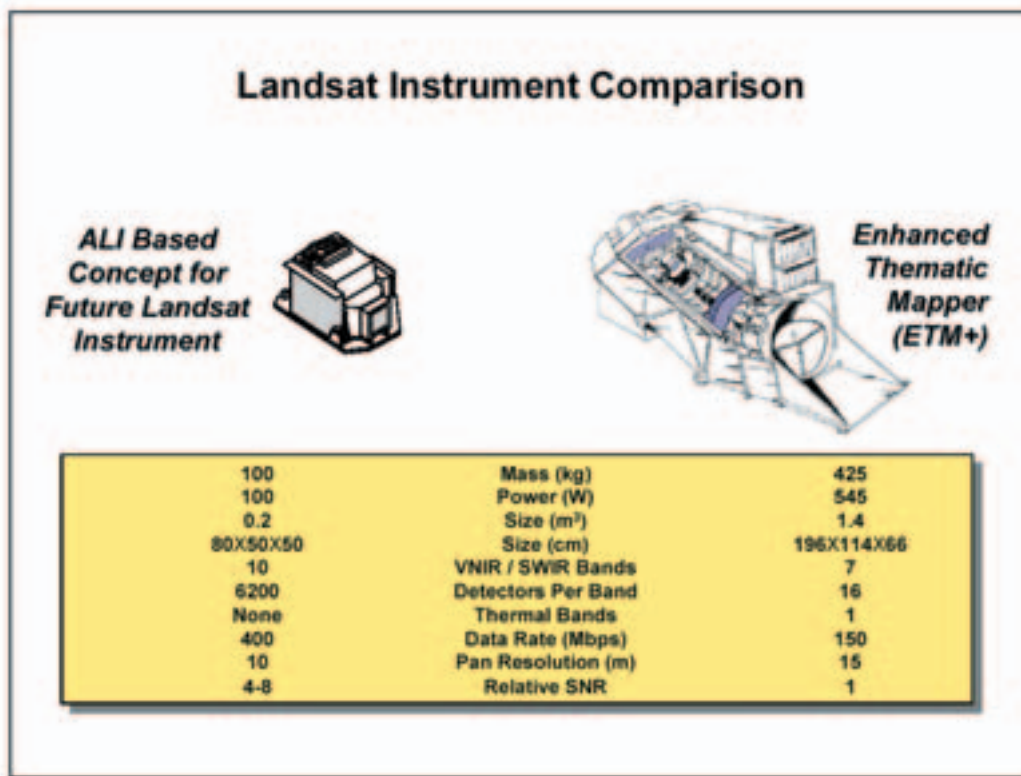 Landsat Instrument Comparison
ALI Based
Concept for
Future Landsat
Instrument
Enhanced
Thematic
Mapper
(ETM+)
100 Mass (kg) 425
100 Power (W) 545
0.2 Size (m³) 1.4
80X50X50 Size (cm) 196X114X66
10 VNIR / SWIR Bands 7
6200 Detectors Per Band 16
None Thermal Bands 1
400 Data Rate (Mbps) 150
10 Pan Resolution (m) 15
4-8 Relative SNR 1